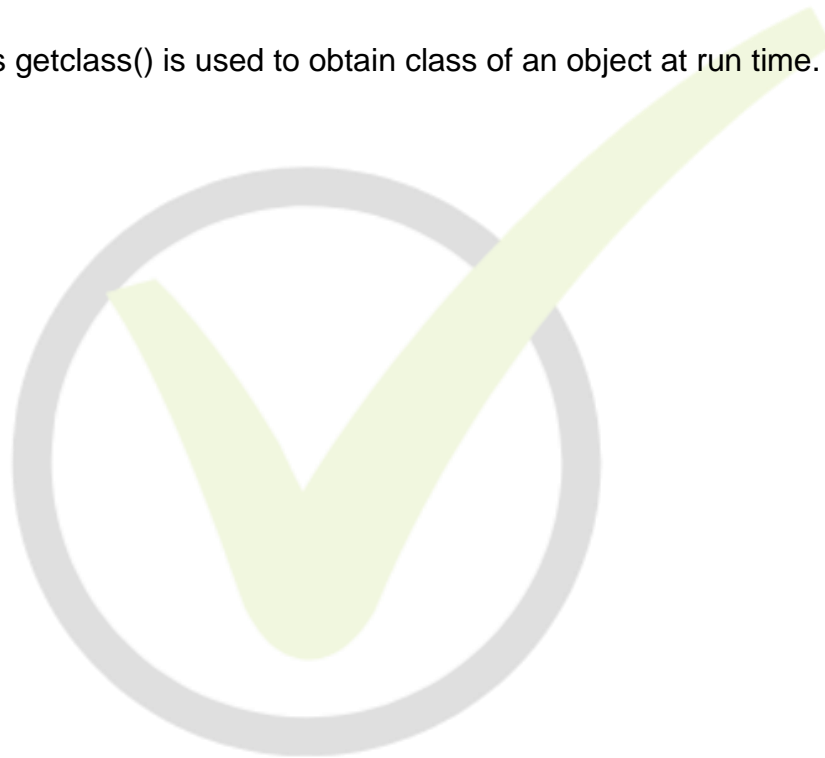 s getclass() is used to obtain class of an object at run time.